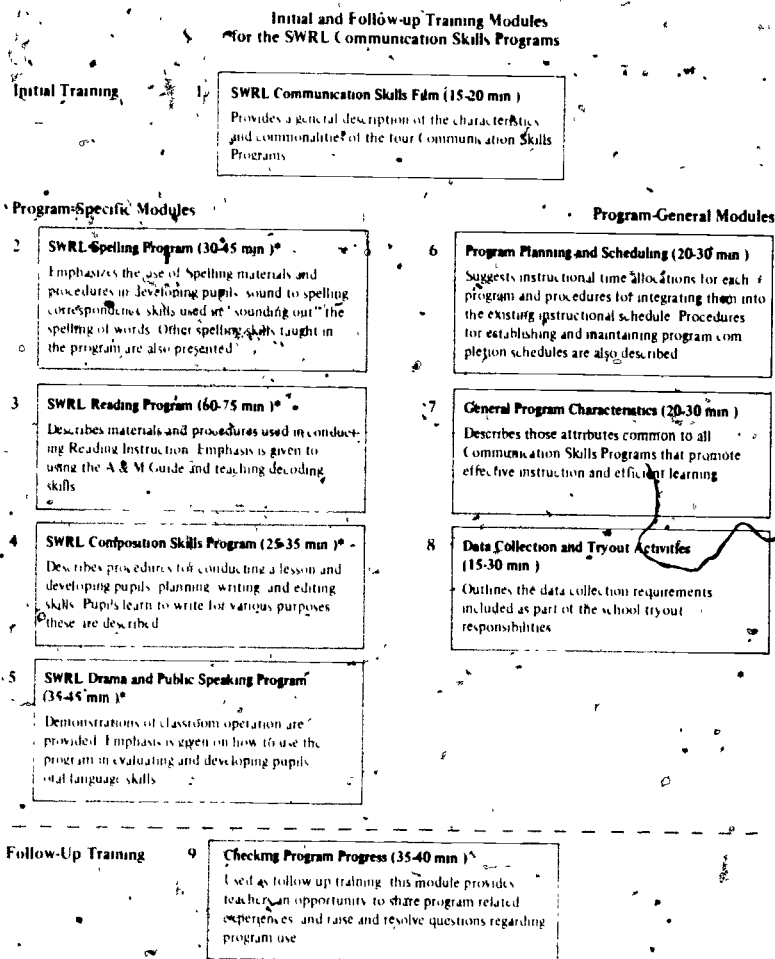 Initial and Follow-up Training Modules
for the SWRL Communication Skills Programs
Initial Training
1. SWRL Communication Skills Film (15-20 min )
Provides a general description of the characteristics
and commonalities of the four Communication Skills
Programs
Program-Specific Modules
2 SWRL Spelling Program (30-45 min )*
Emphasizes the use of Spelling materials and
procedures in developing pupils sound to spelling
correspondence skills used in "sounding out" the
spelling of words. Other spelling skills taught in
the program are also presented
3 SWRL Reading Program (60-75 min )*
Describes materials and procedures used in conduct-
ing Reading Instruction. Emphasis is given to
using the A & M Guide and teaching decoding
skills
4 SWRL Composition Skills Program (25-35 min )*
Describes procedures for conducting a lesson and
developing pupils planning writing and editing
skills. Pupils learn to write for various purposes
these are described
5 SWRL Drama and Public Speaking Program
(35-45 min )*
Demonstrations of classroom operation are
provided. Emphasis is given on how to use the
program in evaluating and developing pupils
oral language skills
Program-General Modules
6 Program Planning and Scheduling (20-30 min )
Suggests instructional time allocations for each
program and procedures for integrating them into
the existing instructional schedule. Procedures
for establishing and maintaining program com
pletion schedules are also described
7 General Program Characteristics (20-30 min )
Describes those attributes common to all
Communication Skills Programs that promote
effective instruction and efficient learning
8 Data Collection and Tryout Activities
(15-30 min )
Outlines the data collection requirements
included as part of the school tryout
responsibilities
Follow-Up Training
9 Checking Program Progress (35-40 min )
Used as follow up training this module provides
teachers an opportunity to share program related
experiences and raise and resolve questions regarding
program use